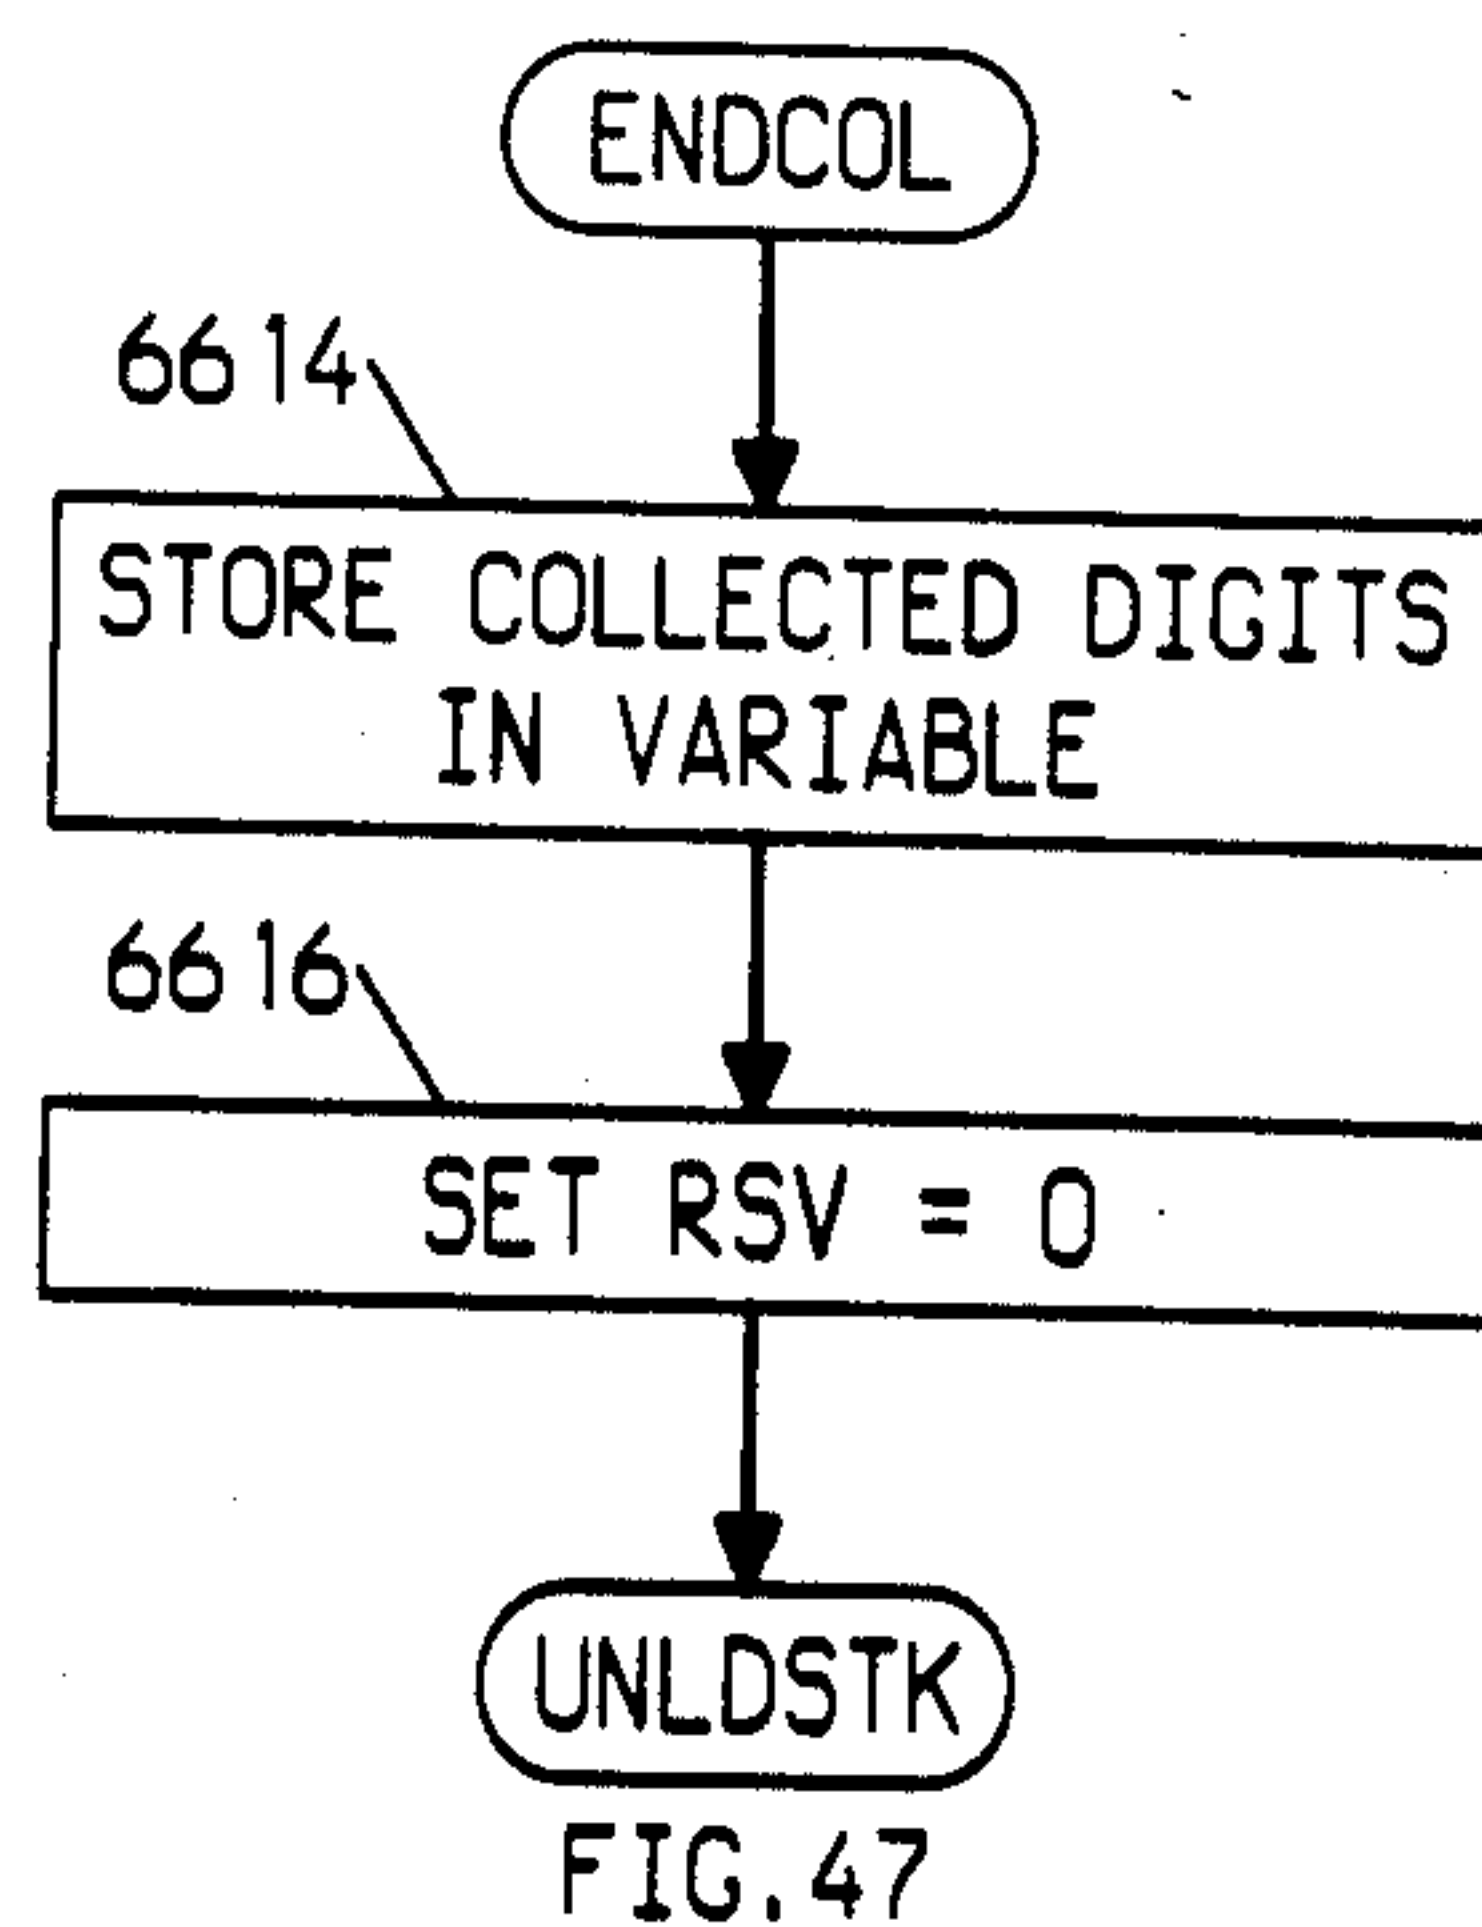 ENDCOL
6614
STORE COLLECTED DIGITS
IN VARIABLE
6616
SET RSV = 0
UNLDSTK
FIG.47